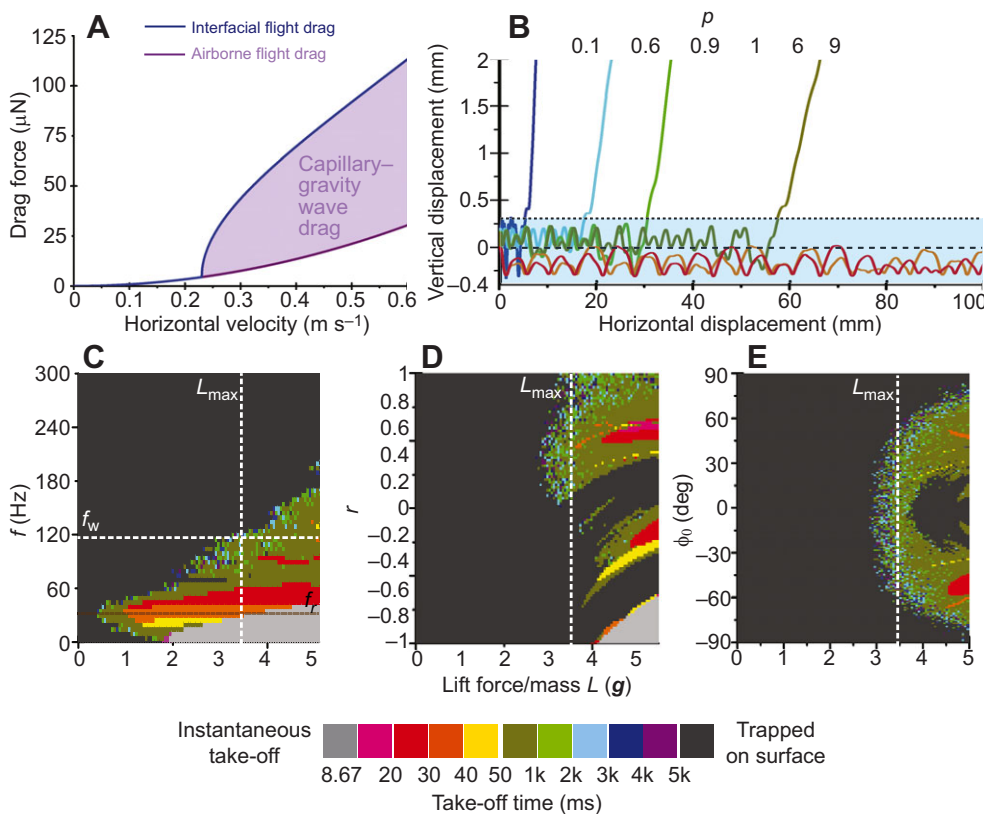 A
Interfacial flight drag
Airborne flight drag
Drag force (μN)
125
100
75
50
25
0
Capillary–
gravity
wave
drag
0 0.1 0.2 0.3 0.4 0.5 0.6
Horizontal velocity (m s–1)
B
p
0.1 0.6 0.9 1 6 9
Vertical displacement (mm)
2
1.5
1
0.5
0
–0.4
0 20 40 60 80 100
Horizontal displacement (mm)
C
f (Hz)
300
240
180
120
60
0
Lmax
fw
fr
0 1 2 3 4 5
D
r
1
0.8
0.6
0.4
0.2
0
–0.2
–0.4
–0.6
–0.8
–1
Lmax
0 1 2 3 4 5
Lift force/mass L (g)
E
ϕ0 (deg)
90
60
30
0
–30
–60
–90
Lmax
0 1 2 3 4 5
Instantaneous
take-off
Trapped
on surface
8.67 20 30 40 50 1k 2k 3k 4k 5k
Take-off time (ms)